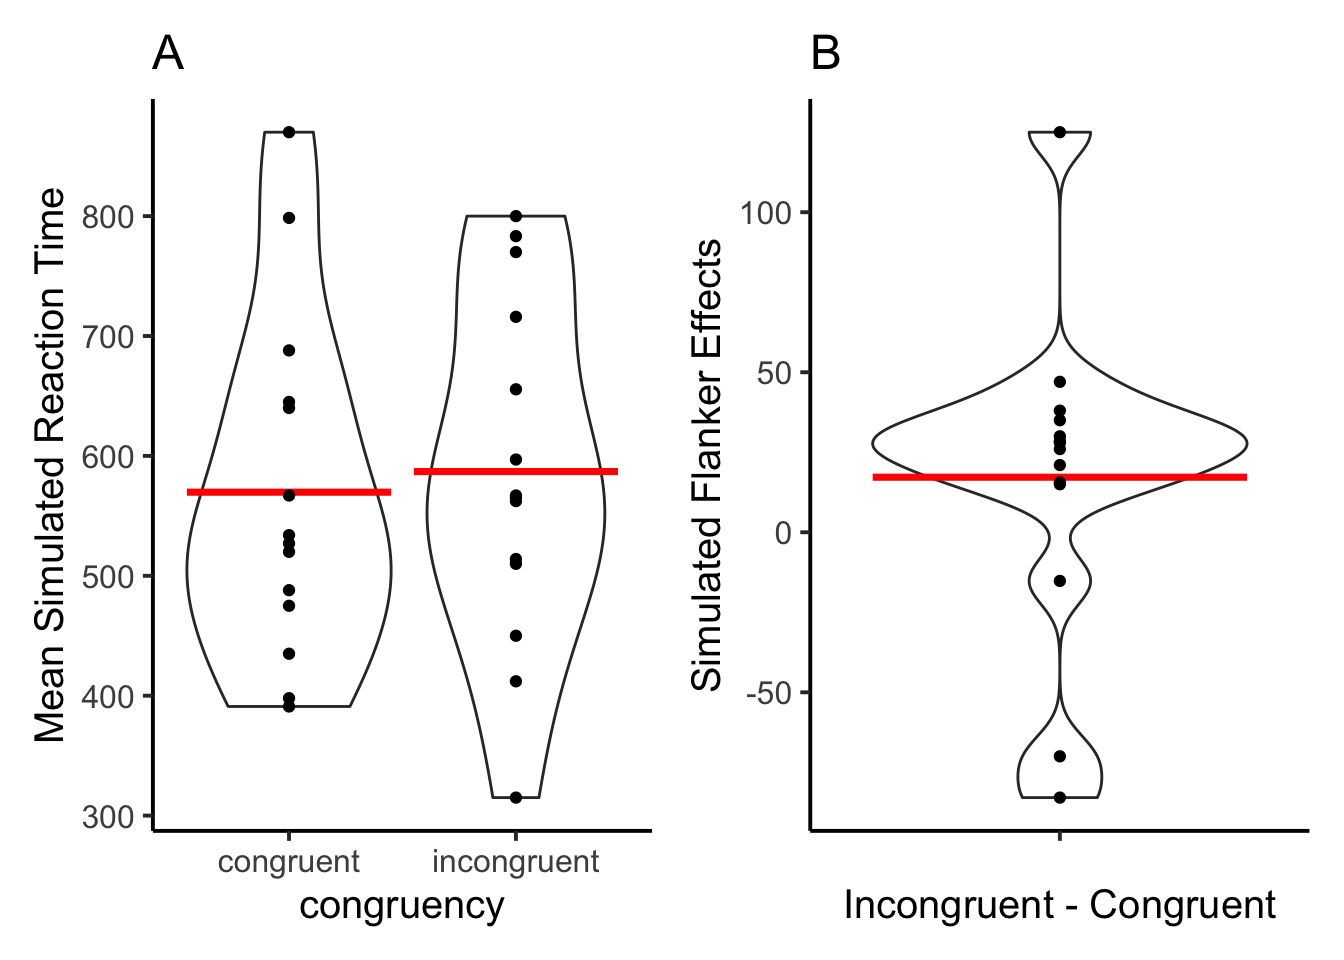 A
Mean Simulated Reaction Time
800
700
600
500
400
300
congruent incongruent
congruency
B
Simulated Flanker Effects
100
50
0
-50
Incongruent - Congruent